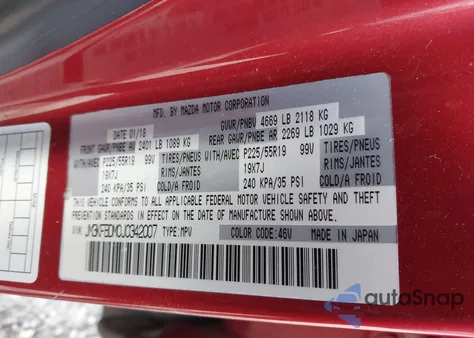 MFD. BY MAZDA MOTOR CORPORATION
DATE 01/18 GVWR/PNBV 4669 LB 2118 KG
FRONT GAWR/PNBE AV 2401 LB 1089 KG REAR GAWR/PNBE AR 2269 LB 1029 KG
WITH/AVEC P225/55R19 99V TIRES/PNEUS WITH/AVEC P225/55R19 99V TIRES/PNEUS
19X7J RIMS/JANTES 19X7J RIMS/JANTES
240 KPA/35 PSI COLD/A FROID 240 KPA/35 PSI COLD/A FROID
THIS VEHICLE CONFORMS TO ALL APPLICABLE FEDERAL MOTOR VEHICLE SAFETY AND THEFT
PREVENTION STANDARDS IN EFFECT ON THE DATE OF MANUFACTURE SHOWN ABOVE.
VIN: JM3KFBDM0J0342007 TYPE: MPV COLOR CODE: 46V MADE IN JAPAN
autoSnap